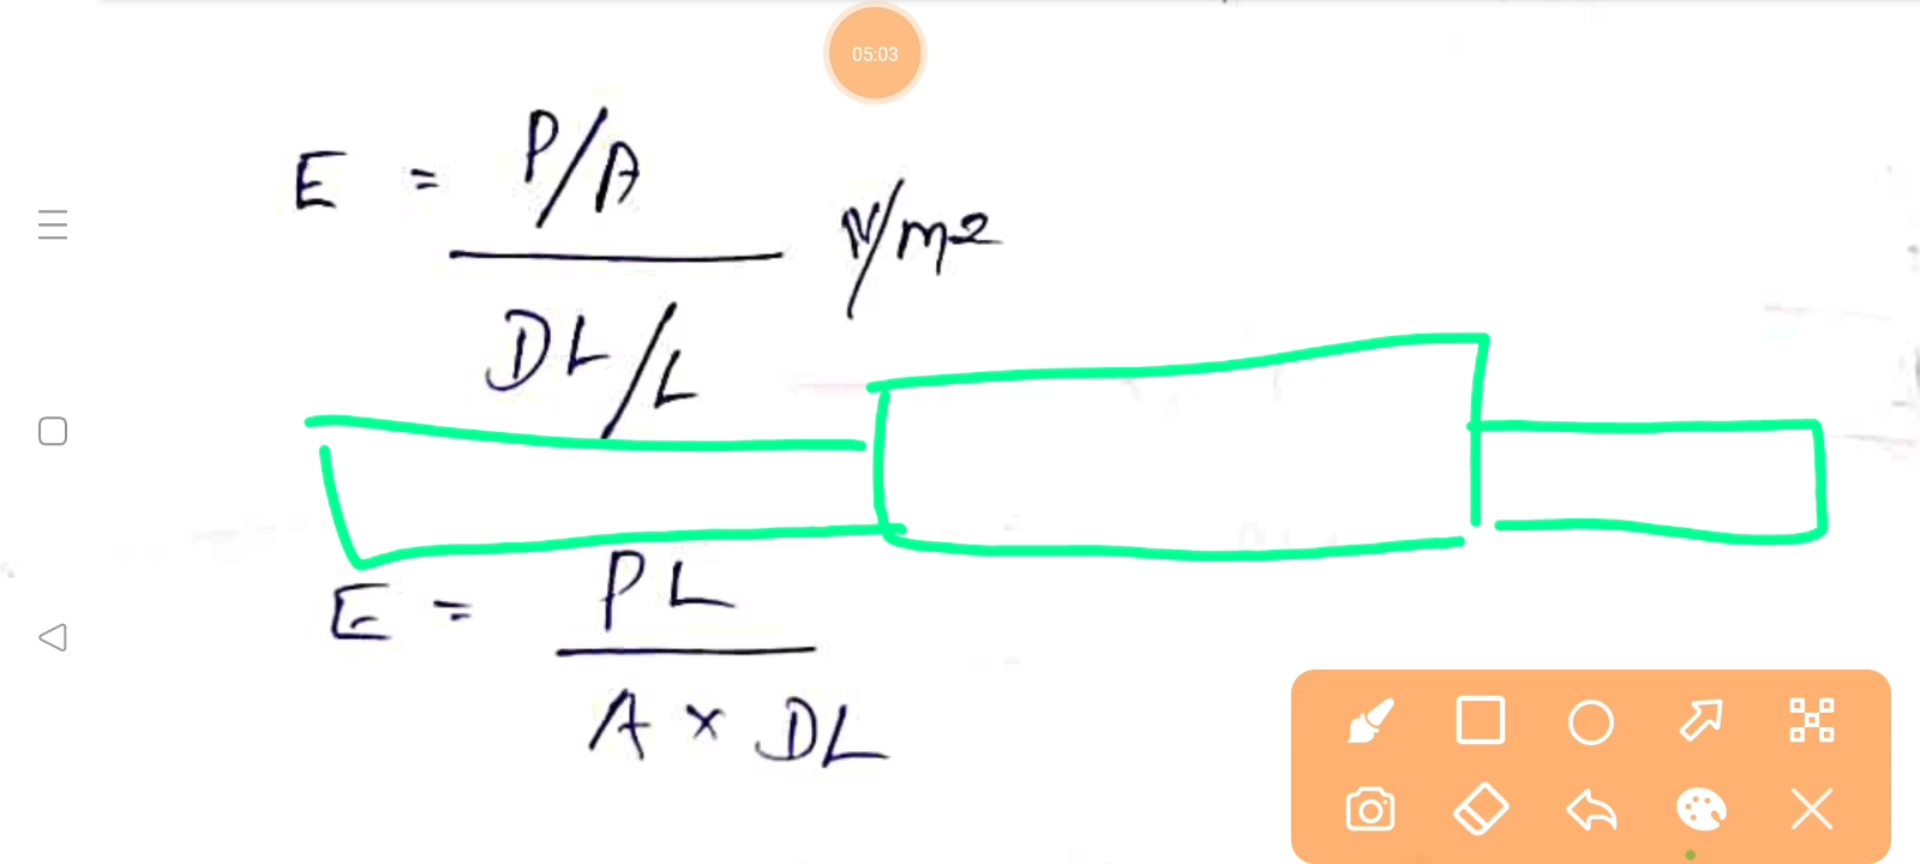 05:03
E = P/A
N/m2
DL/L
E = PL
A × DL